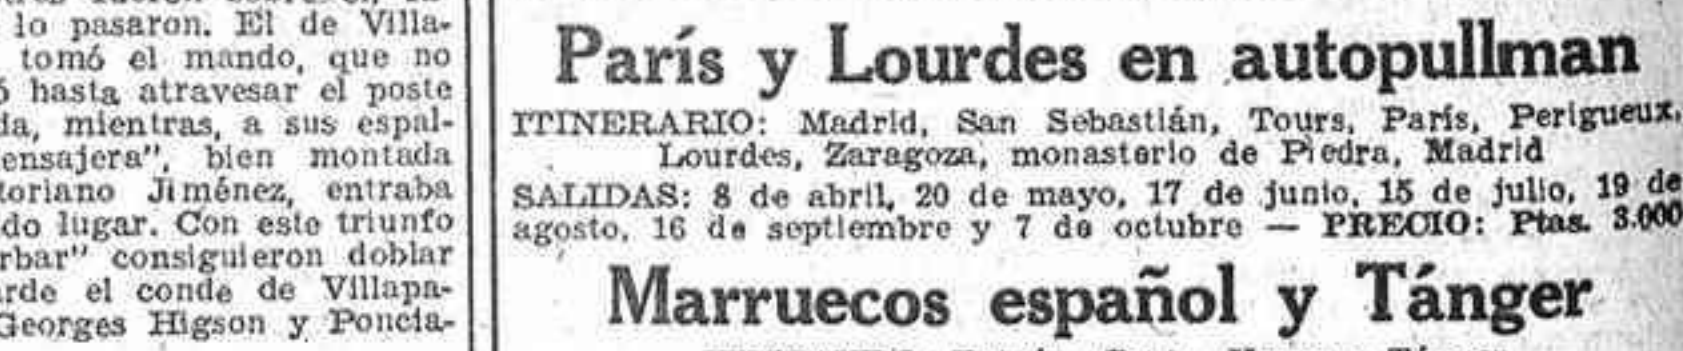 lo pasaron. El de Villa-
tomó el mando, que no
hasta atravesar el poste
da, mientras, a sus espal-
ensajera", bien montada
toriano Jiménez, entraba
do lugar. Con este triunfo
rbar" consiguieron doblar
arde el conde de Villapa-
Georges Higson y Poncia-
París y Lourdes en autopullman
ITINERARIO: Madrid, San Sebastián, Tours, París, Perigueux,
Lourdes, Zaragoza, monasterio de Piedra, Madrid
SALIDAS: 8 de abril, 20 de mayo, 17 de junio, 15 de julio, 19 de
agosto, 16 de septiembre y 7 de octubre — PRECIO: Ptas. 3.000
Marruecos español y Tánger